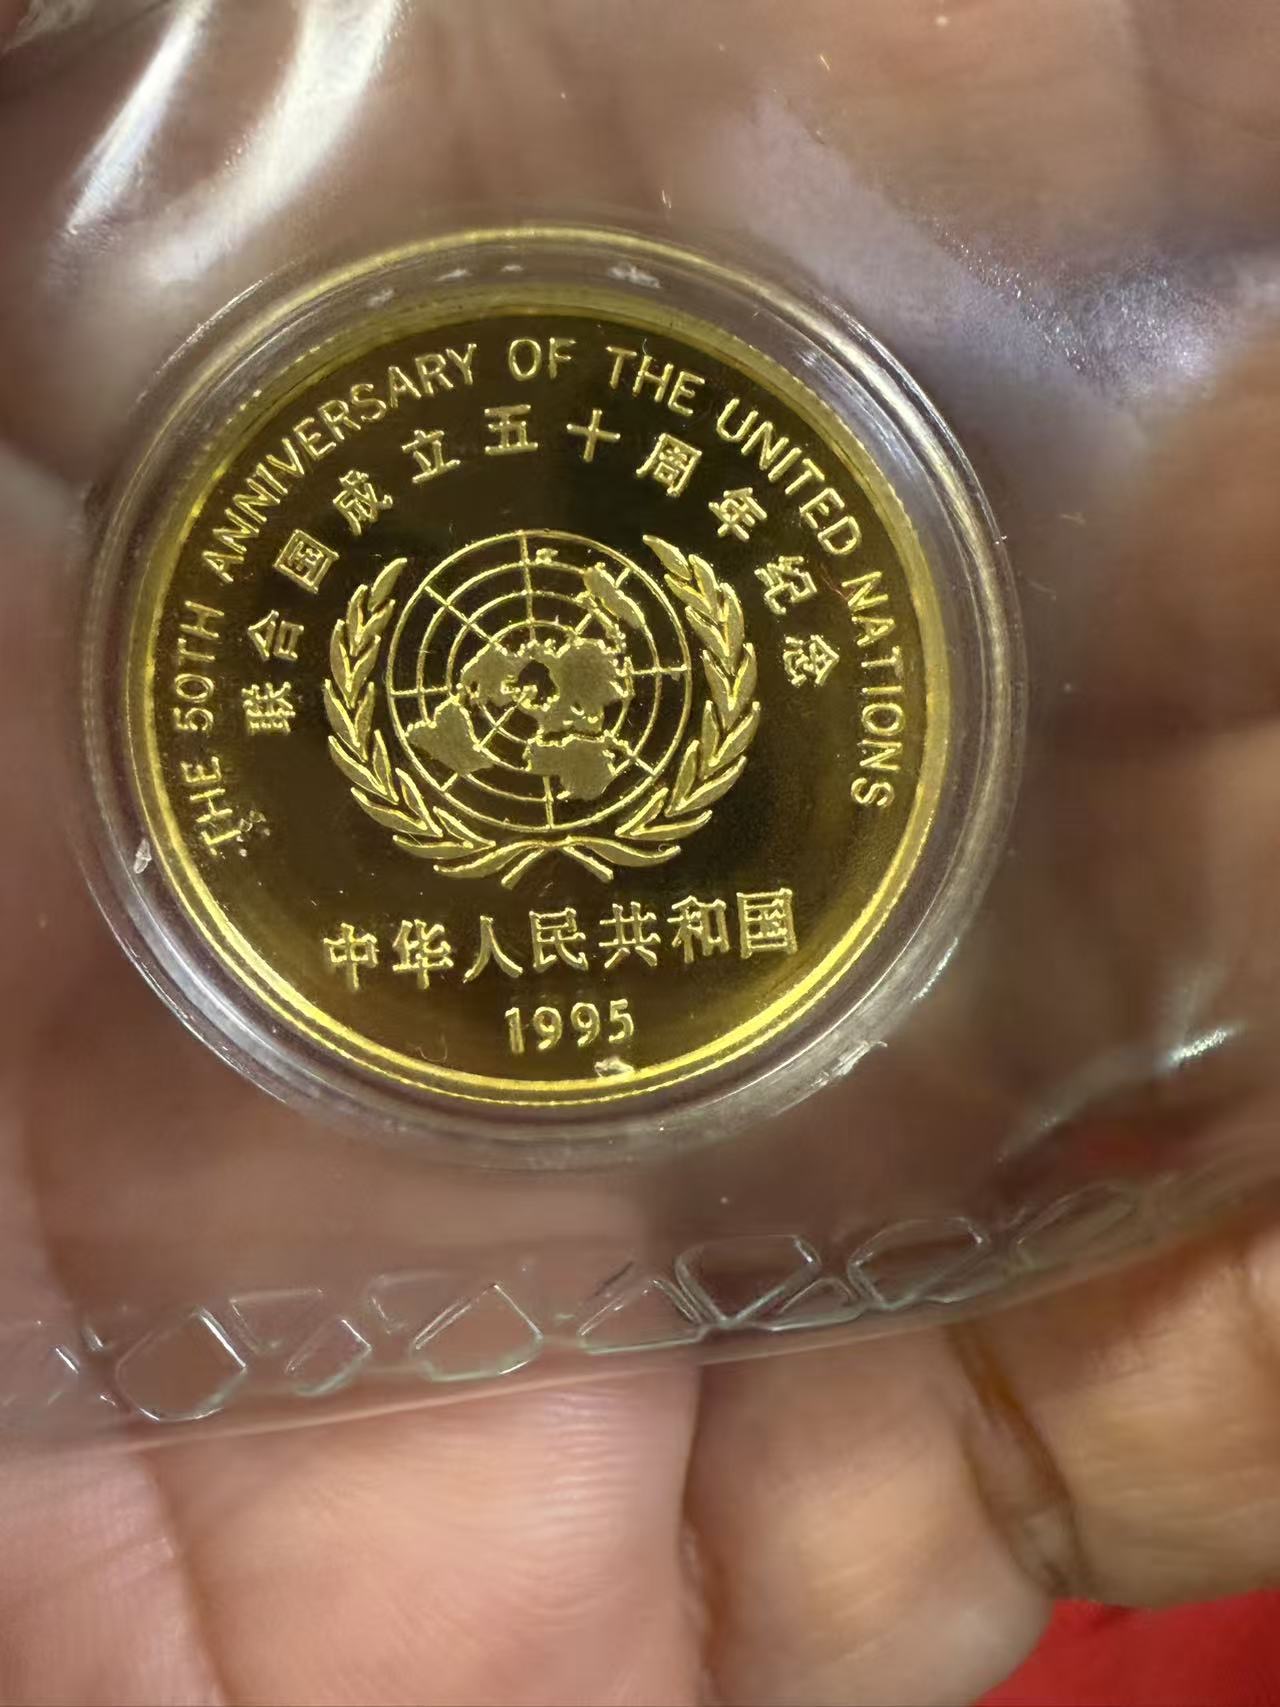 THE 50TH ANNIVERSARY OF THE UNITED NATIONS
联合国成立五十周年纪念
中华人民共和国
1995